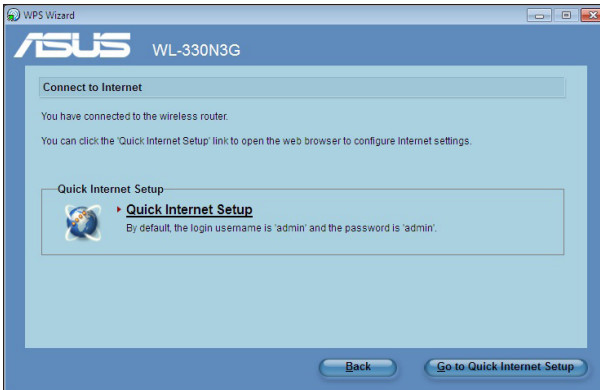 WPS Wizard
ASUS WL-330N3G
Connect to Internet
You have connected to the wireless router.
You can click the 'Quick Internet Setup' link to open the web browser to configure Internet settings.
Quick Internet Setup
Quick Internet Setup
By default, the login username is 'admin' and the password is 'admin'.
Back Go to Quick Internet Setup